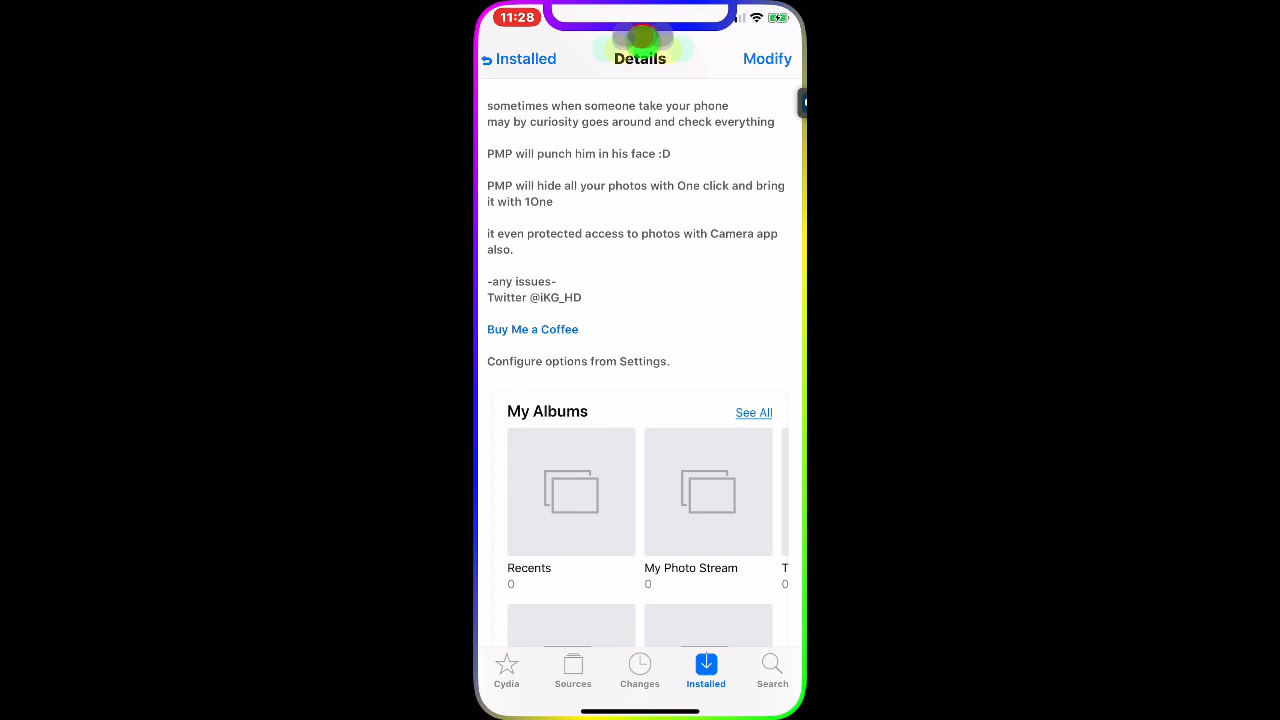 11:28
Installed
Details
Modify
sometimes when someone take your phone
may by curiosity goes around and check everything
PMP will punch him in his face :D
PMP will hide all your photos with One click and bring
it with 1One
it even protected access to photos with Camera app
also.
-any issues-
Twitter @iKG_HD
Buy Me a Coffee
Configure options from Settings.
My Albums
See All
Recents
My Photo Stream
T
0
0
0
Cydia
Sources
Changes
Installed
Search